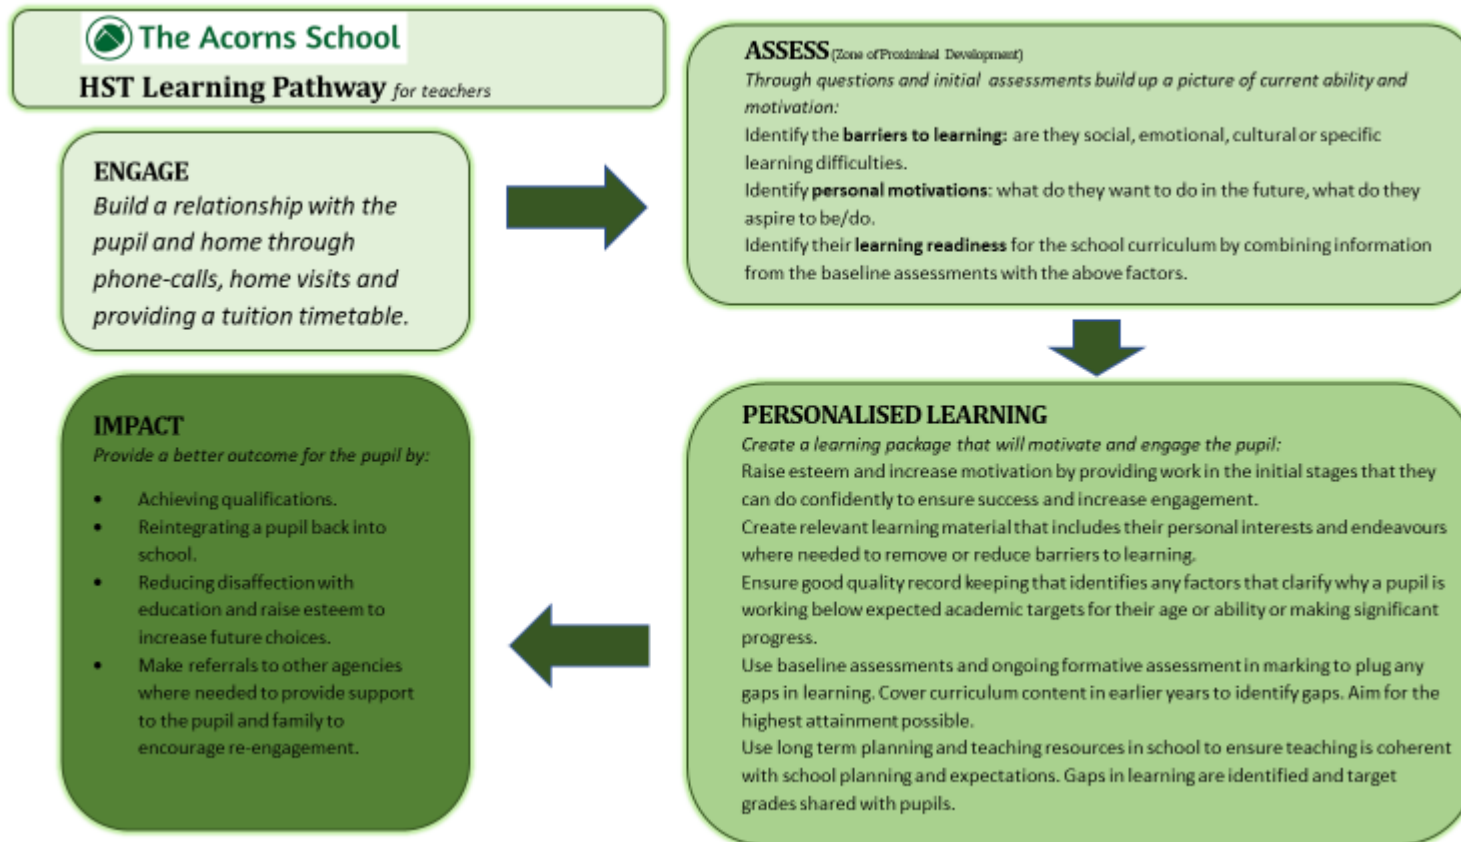 The Acorns School
HST Learning Pathway for teachers
ENGAGE
Build a relationship with the
pupil and home through
phone-calls, home visits and
providing a tuition timetable.
ASSESS (Zone of Proximinal Development)
Through questions and initial assessments build up a picture of current ability and
motivation:
Identify the barriers to learning: are they social, emotional, cultural or specific
learning difficulties.
Identify personal motivations: what do they want to do in the future, what do they
aspire to be/do.
Identify their learning readiness for the school curriculum by combining information
from the baseline assessments with the above factors.
PERSONALISED LEARNING
Create a learning package that will motivate and engage the pupil:
Raise esteem and increase motivation by providing work in the initial stages that they
can do confidently to ensure success and increase engagement.
Create relevant learning material that includes their personal interests and endeavours
where needed to remove or reduce barriers to learning.
Ensure good quality record keeping that identifies any factors that clarify why a pupil is
working below expected academic targets for their age or ability or making significant
progress.
Use baseline assessments and ongoing formative assessment in marking to plug any
gaps in learning. Cover curriculum content in earlier years to identify gaps. Aim for the
highest attainment possible.
Use long term planning and teaching resources in school to ensure teaching is coherent
with school planning and expectations. Gaps in learning are identified and target
grades shared with pupils.
IMPACT
Provide a better outcome for the pupil by:
• Achieving qualifications.
• Reintegrating a pupil back into
school.
• Reducing disaffection with
education and raise esteem to
increase future choices.
• Make referrals to other agencies
where needed to provide support
to the pupil and family to
encourage re-engagement.